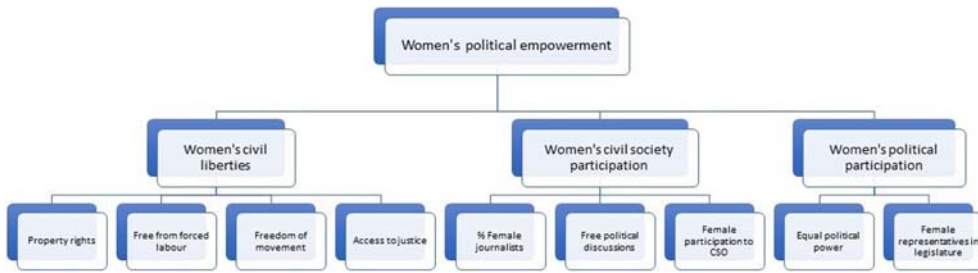 Women's political empowerment
Women's civil
liberties
Women's civil society
participation
Women's political
participation
Property rights
Free from forced
labour
Freedom of
movement
Access to justice
% Female
journalists
Free political
discussions
Female
participation to
CSO
Equal political
power
Female
representatives in
legislature